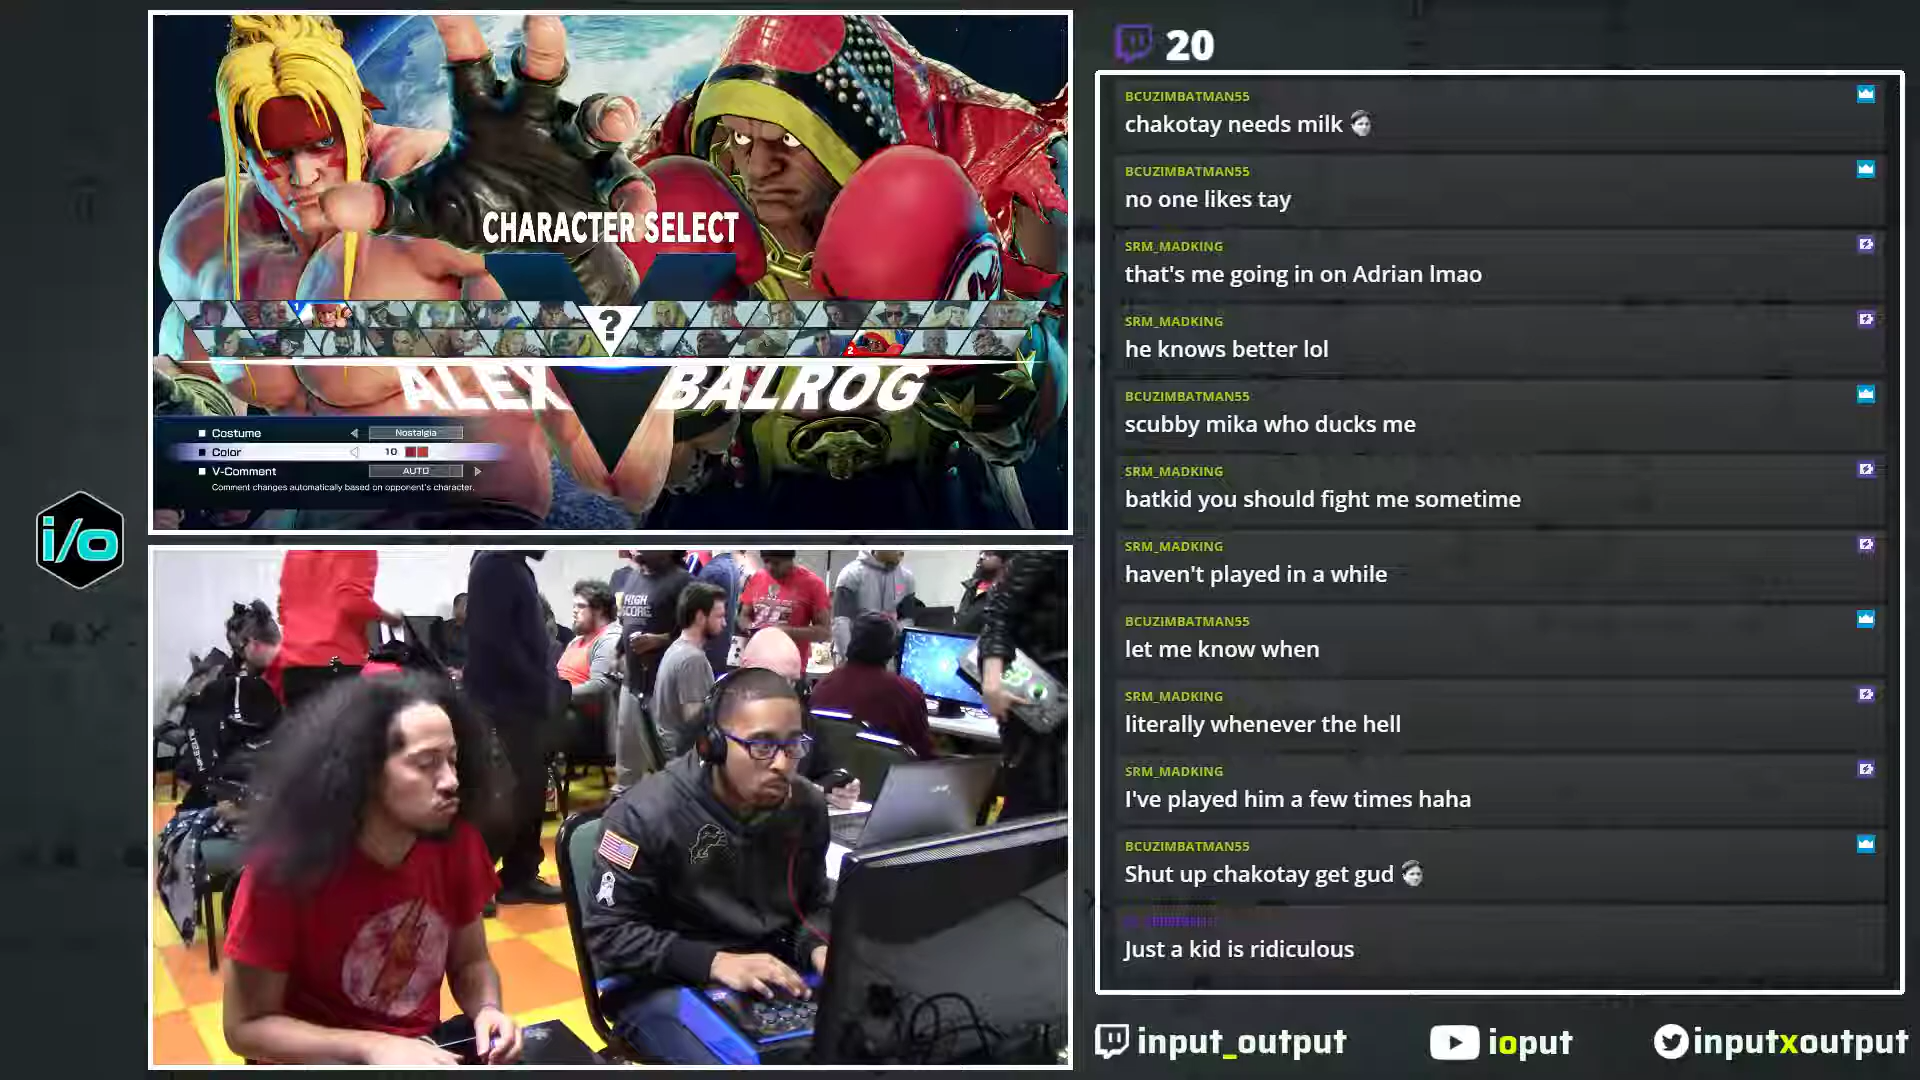 CHARACTER SELECT
1
?
2
ALEX
BALROG
Costume
Nostalgia
Color
10
V-Comment
AUTO
Comment changes automatically based on opponent's character.
i/o
HIGH
SCORE
20
BCUZIMBATMAN55
chakotay needs milk
BCUZIMBATMAN55
no one likes tay
SRM_MADKING
that's me going in on Adrian lmao
SRM_MADKING
he knows better lol
BCUZIMBATMAN55
scubby mika who ducks me
SRM_MADKING
batkid you should fight me sometime
SRM_MADKING
haven't played in a while
BCUZIMBATMAN55
let me know when
SRM_MADKING
literally whenever the hell
SRM_MADKING
I've played him a few times haha
BCUZIMBATMAN55
Shut up chakotay get gud
Just a kid is ridiculous
input_output
ioput
inputxoutput